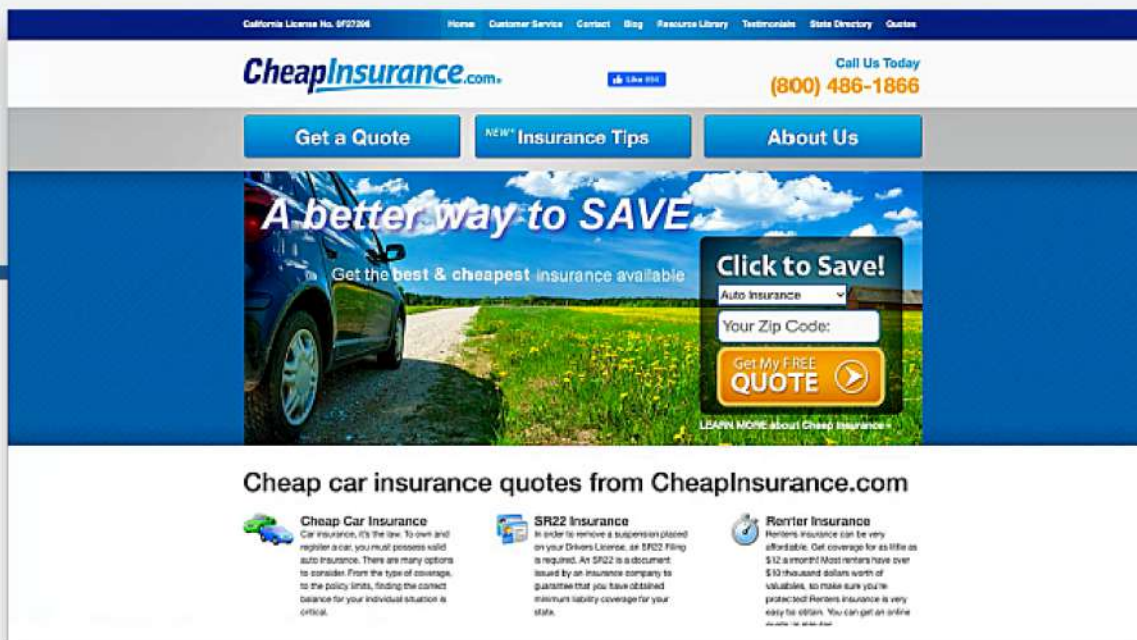 California License No. 0F27296
Home Customer Service Contact Blog Resource Library Testimonials State Directory Quotes
CheapInsurance.com
Like
Call Us Today
(800) 486-1866
Get a Quote
NEW* Insurance Tips
About Us
A better way to SAVE
Get the best & cheapest insurance available
Click to Save!
Auto Insurance
Your Zip Code:
Get My FREE
QUOTE
LEARN MORE about Cheap Insurance »
Cheap car insurance quotes from CheapInsurance.com
Cheap Car Insurance
Car insurance, it's the law. To own and
register a car, you must possess valid
auto insurance. There are many options
to consider. From the type of coverage,
to the policy limits, finding the correct
balance for your individual situation is
critical.
SR22 Insurance
In order to remove a suspension placed
on your Drivers License, an SR22 Filing
is required. An SR22 is a document
issued by an insurance company to
guarantee that you have obtained
minimum liability coverage for your
state.
Renter Insurance
Renters insurance can be very
affordable. Get coverage for as little as
$12 a month! Most renters have over
$10 thousand dollars worth of
valuables, so make sure you're
protected! Renters insurance is very
easy to obtain. You can get an online